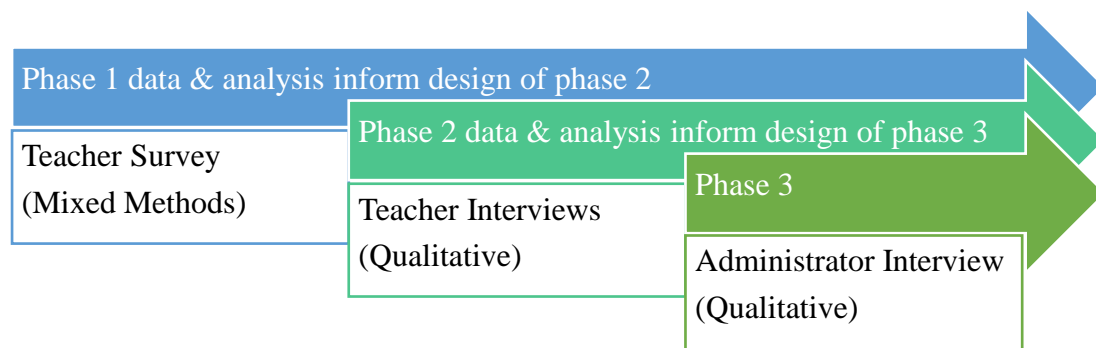 Phase 1 data & analysis inform design of phase 2
Teacher Survey
(Mixed Methods)
Phase 2 data & analysis inform design of phase 3
Teacher Interviews
(Qualitative)
Phase 3
Administrator Interview
(Qualitative)